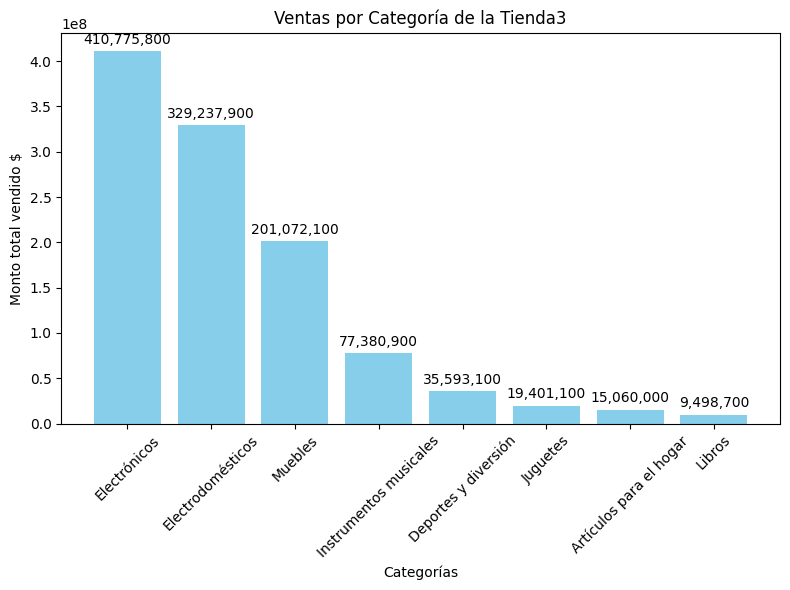 Ventas por Categoría de la Tienda3
1e8
410,775,800
329,237,900
201,072,100
77,380,900
35,593,100
19,401,100
15,060,000
9,498,700
4.0
3.5
3.0
2.5
2.0
1.5
1.0
0.5
0.0
Monto total vendido $
Electrónicos
Electrodomésticos
Muebles
Instrumentos musicales
Deportes y diversión
Juguetes
Artículos para el hogar
Libros
Categorías